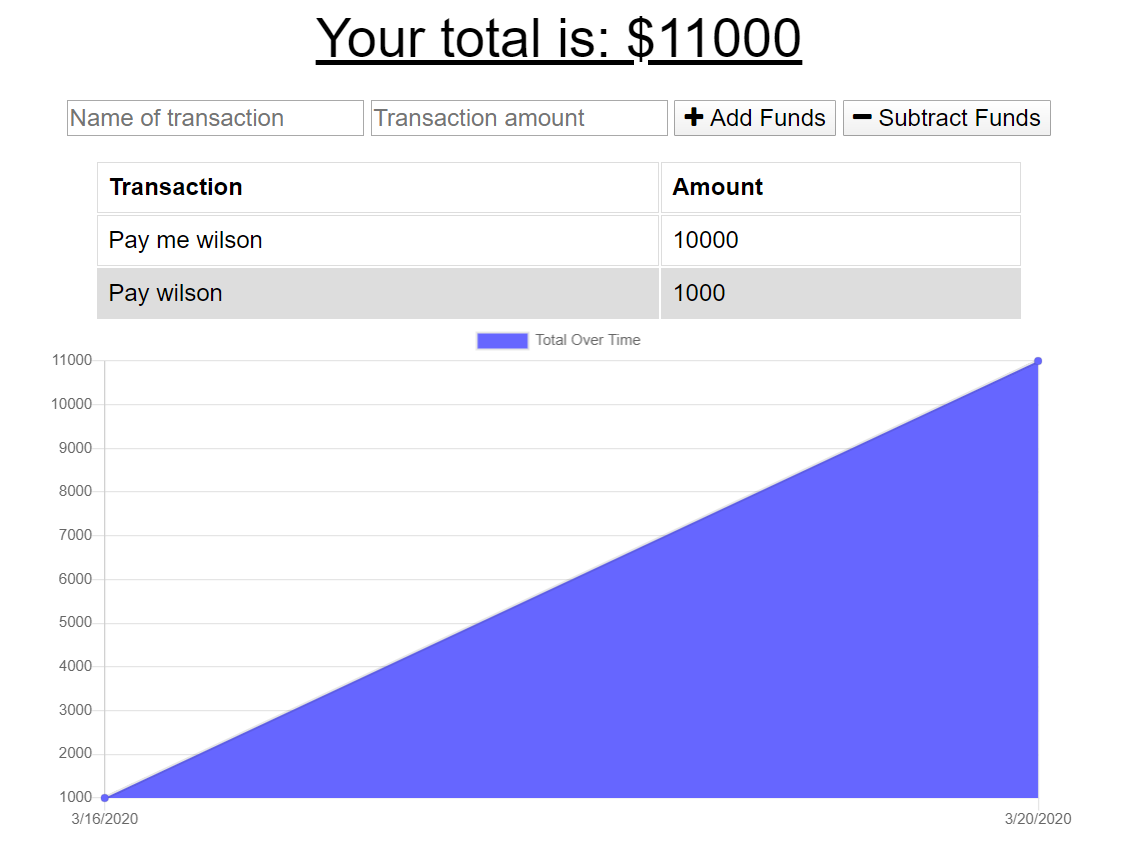 Your total is: $11000
Name of transaction Transaction amount Add Funds Subtract Funds
Transaction Amount
Pay me wilson 10000
Pay wilson 1000
Total Over Time
11000
10000
9000
8000
7000
6000
5000
4000
3000
2000
1000
3/16/2020 3/20/2020